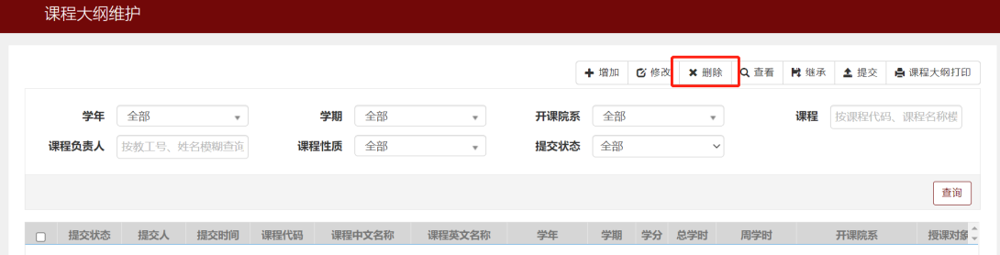 课程大纲维护
增加 修改 删除 查看 继承 提交 课程大纲打印
学年 全部 学期 全部 开课院系 全部 课程 按课程代码、课程名称模
课程负责人 按教工号、姓名模糊查询 课程性质 全部 提交状态 全部
查询
提交状态 提交人 提交时间 课程代码 课程中文名称 课程英文名称 学年 学期 学分 总学时 周学时 开课院系 授课对象